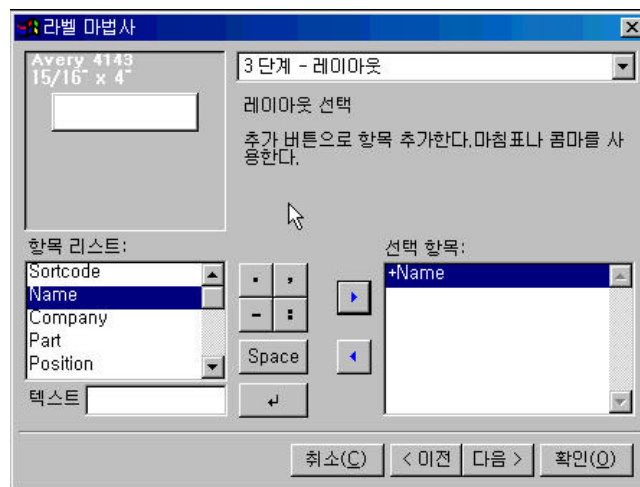 라벨 마법사
Avery 4143
15/16" x 4"
3 단계 - 레이아웃
레이아웃 선택
추가 버튼으로 항목 추가한다.마침표나 콤마를 사
용한다.
항목 리스트:
Sortcode
Name
Company
Part
Position
텍스트
. ,
- :
Space
선택 항목:
+Name
취소(C) < 이전 다음 > 확인(O)